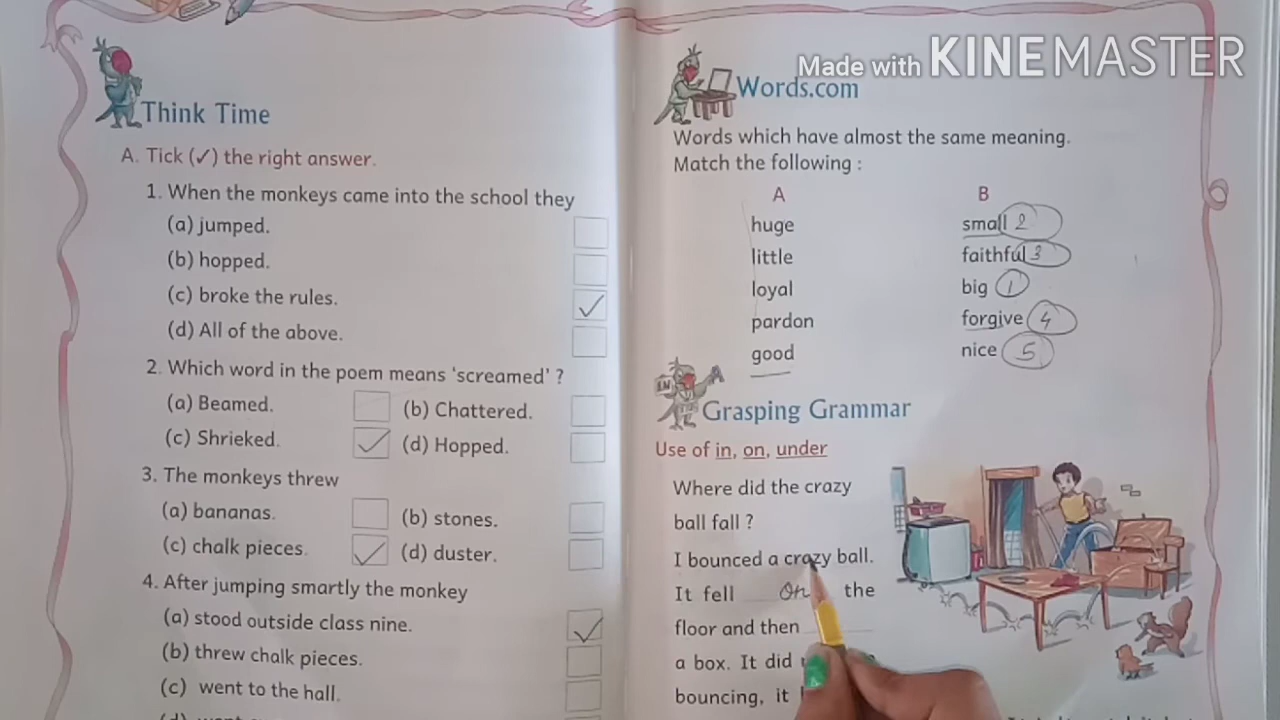 Made with KINEMASTER
Think Time
A. Tick (✓) the right answer.
1. When the monkeys came into the school they
(a) jumped.
(b) hopped.
(c) broke the rules. ✓
(d) All of the above.
2. Which word in the poem means 'screamed' ?
(a) Beamed. (b) Chattered.
(c) Shrieked. ✓ (d) Hopped.
3. The monkeys threw
(a) bananas. (b) stones.
(c) chalk pieces. ✓ (d) duster.
4. After jumping smartly the monkey
(a) stood outside class nine. ✓
(b) threw chalk pieces.
(c) went to the hall.
Words.com
Words which have almost the same meaning.
Match the following :
A B
huge small 2
little faithful 3
loyal big 1
pardon forgive 4
good nice 5
Grasping Grammar
Use of in, on, under
Where did the crazy
ball fall ?
I bounced a crazy ball.
It fell On the
floor and then
a box. It did
bouncing, it